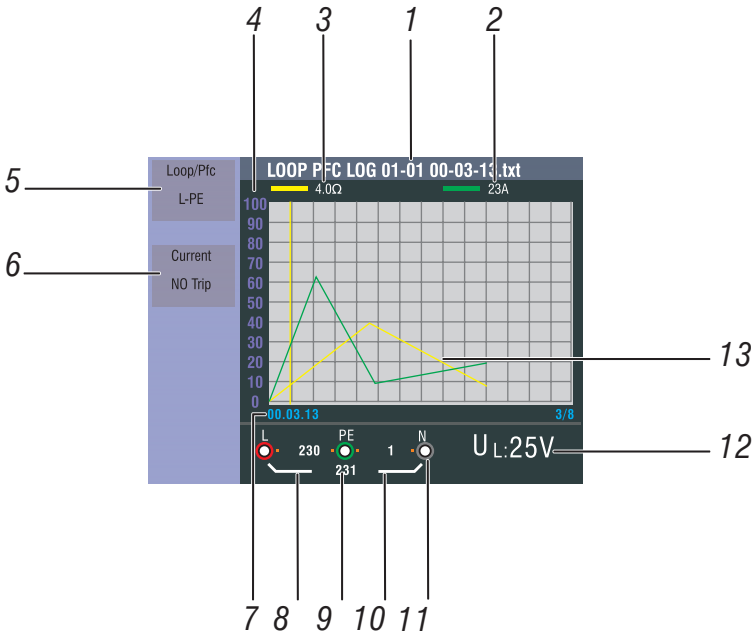 4 3 1 2
LOOP PFC LOG 01-01 00-03-13.txt
4.0Ω 23A
5
Loop/Pfc
L-PE
6
Current
NO Trip
100
90
80
70
60
50
40
30
20
10
0
13
00.03.13 3/8
L PE N
230 1
231
UL:25V
12
7 8 9 10 11